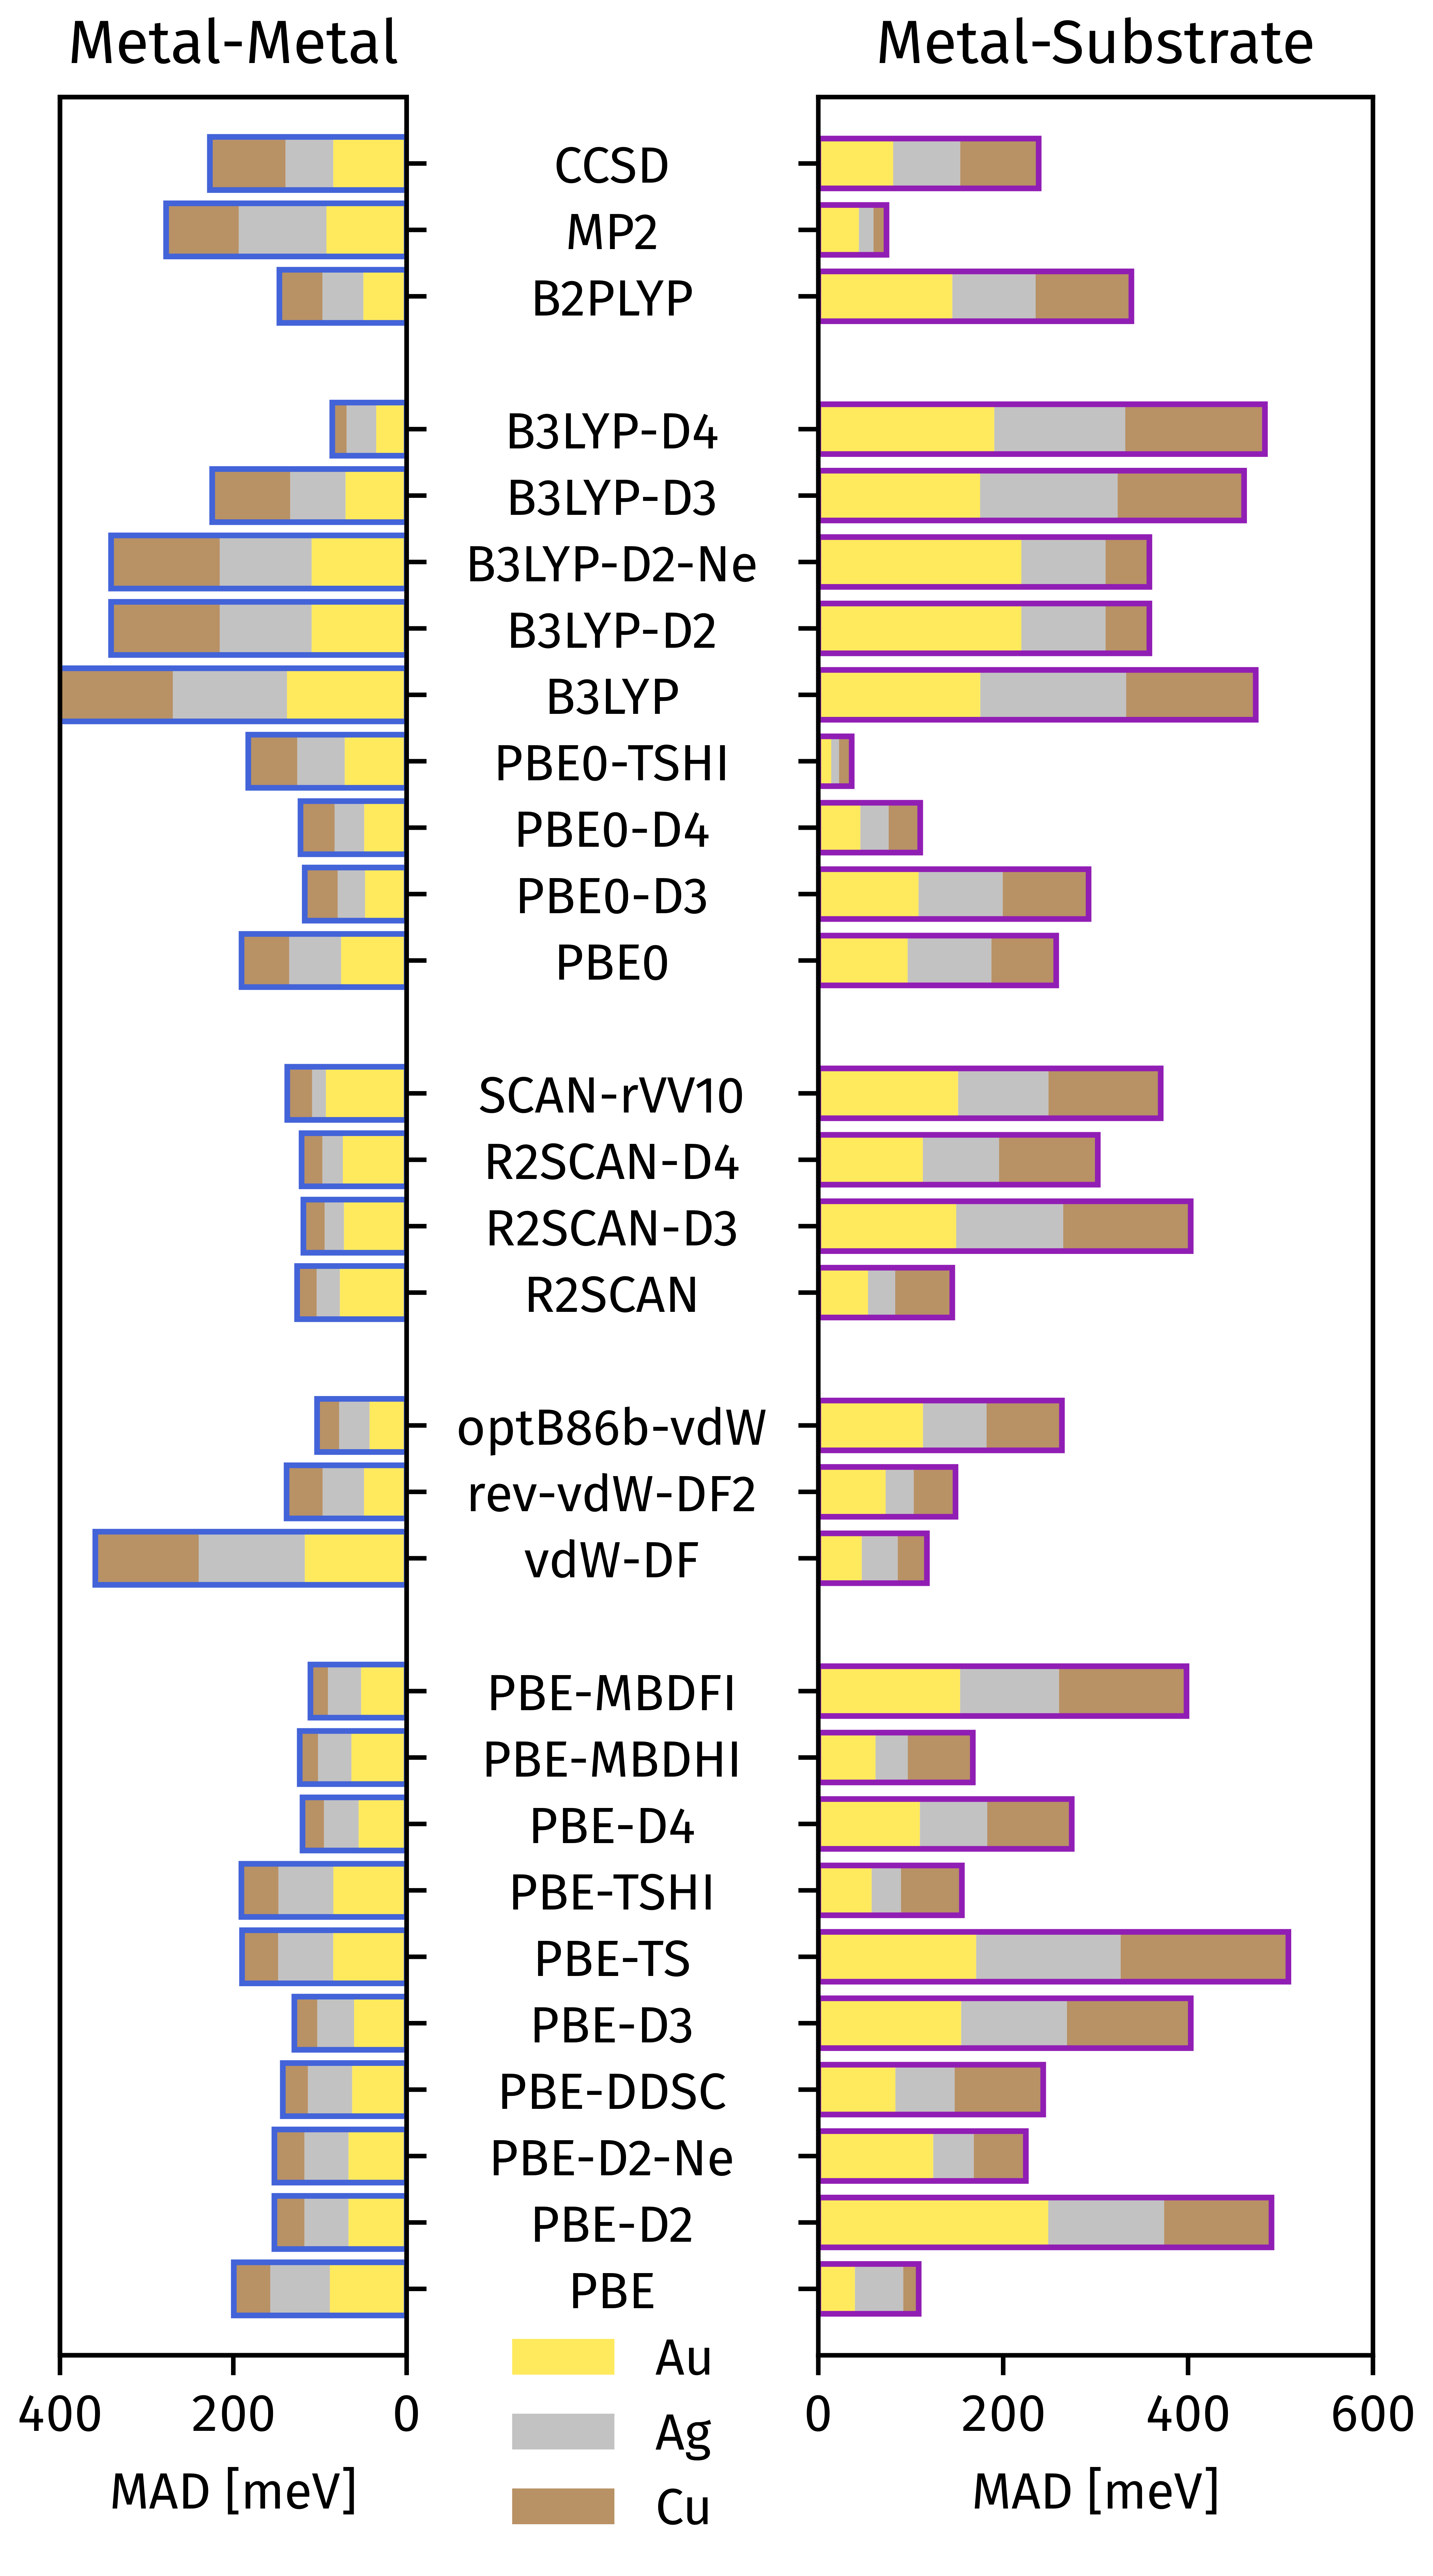 Metal-Metal
Metal-Substrate
CCSD
MP2
B2PLYP
B3LYP-D4
B3LYP-D3
B3LYP-D2-Ne
B3LYP-D2
B3LYP
PBE0-TSHI
PBE0-D4
PBE0-D3
PBE0
SCAN-rVV10
R2SCAN-D4
R2SCAN-D3
R2SCAN
optB86b-vdW
rev-vdW-DF2
vdW-DF
PBE-MBDFI
PBE-MBDHI
PBE-D4
PBE-TSHI
PBE-TS
PBE-D3
PBE-DDSC
PBE-D2-Ne
PBE-D2
PBE
Au
Ag
Cu
400 200 0
MAD [meV]
0 200 400 600
MAD [meV]